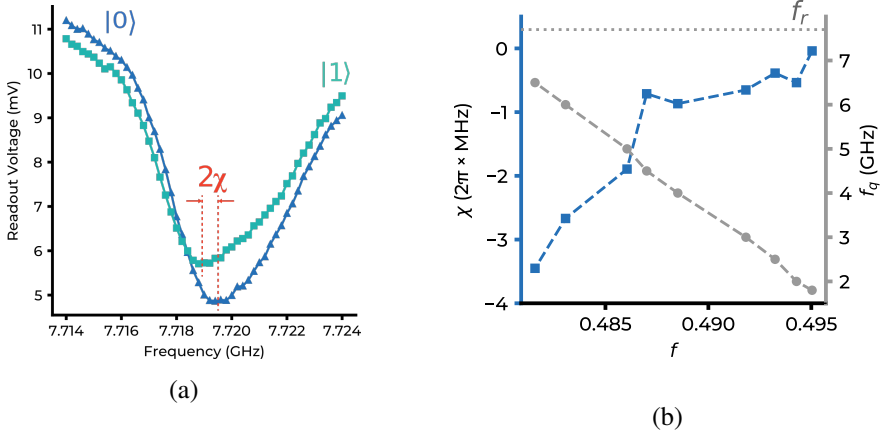 |0⟩
|1⟩
2χ
Readout Voltage (mV)
11
10
9
8
7
6
5
7.714 7.716 7.718 7.720 7.722 7.724
Frequency (GHz)
(a)
f_r
χ (2π × MHz)
0
−1
−2
−3
−4
7
6
5
4
3
2
f_q (GHz)
0.485 0.490 0.495
f
(b)